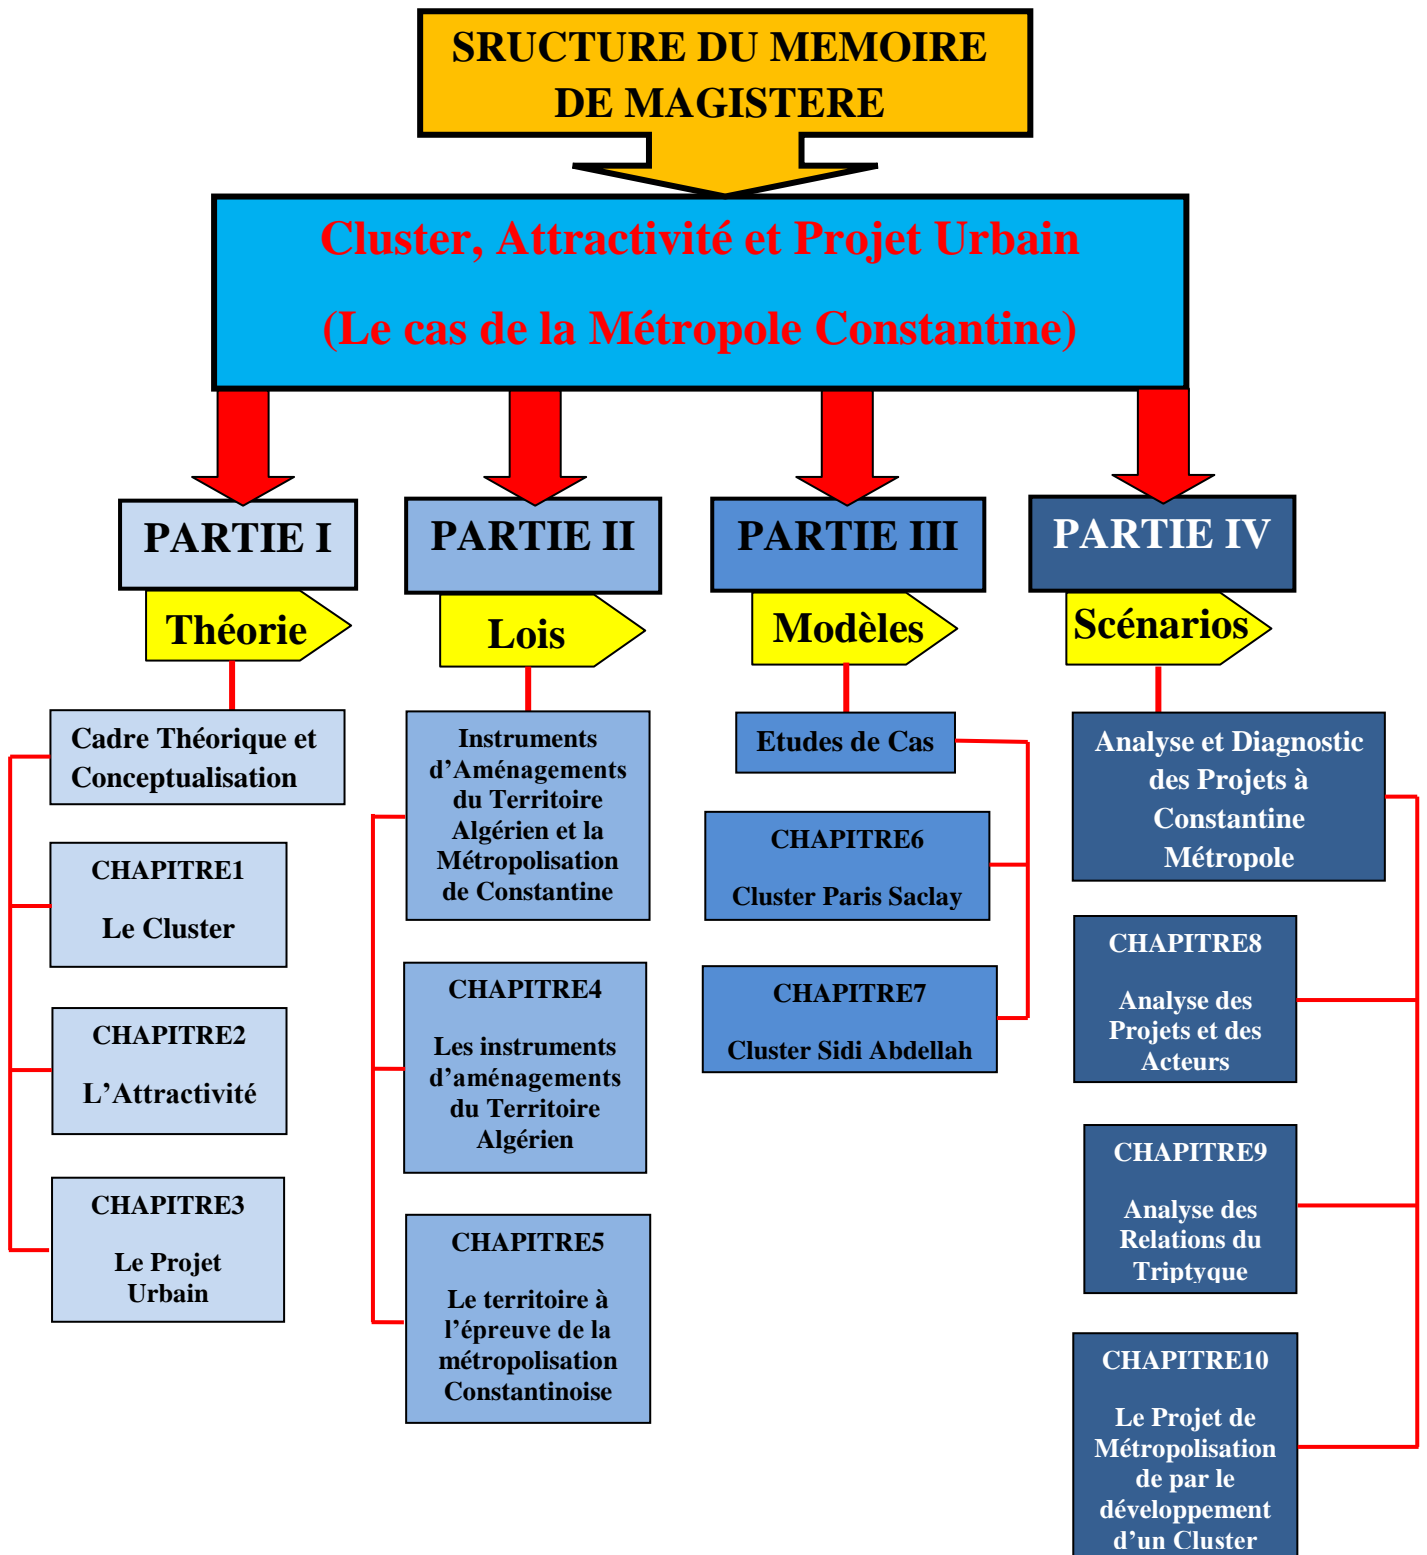 SRUCTURE DU MEMOIRE
DE MAGISTERE
Cluster, Attractivité et Projet Urbain
(Le cas de la Métropole Constantine)
PARTIE I
Théorie
Cadre Théorique et
Conceptualisation
CHAPITRE1
Le Cluster
CHAPITRE2
L’Attractivité
CHAPITRE3
Le Projet
Urbain
PARTIE II
Lois
Instruments
d’Aménagements
du Territoire
Algérien et la
Métropolisation
de Constantine
CHAPITRE4
Les instruments
d’aménagements
du Territoire
Algérien
CHAPITRE5
Le territoire à
l’épreuve de la
métropolisation
Constantinoise
PARTIE III
Modèles
Etudes de Cas
CHAPITRE6
Cluster Paris Saclay
CHAPITRE7
Cluster Sidi Abdellah
PARTIE IV
Scénarios
Analyse et Diagnostic
des Projets à
Constantine
Métropole
CHAPITRE8
Analyse des
Projets et des
Acteurs
CHAPITRE9
Analyse des
Relations du
Triptyque
CHAPITRE10
Le Projet de
Métropolisation
de par le
développement
d’un Cluster